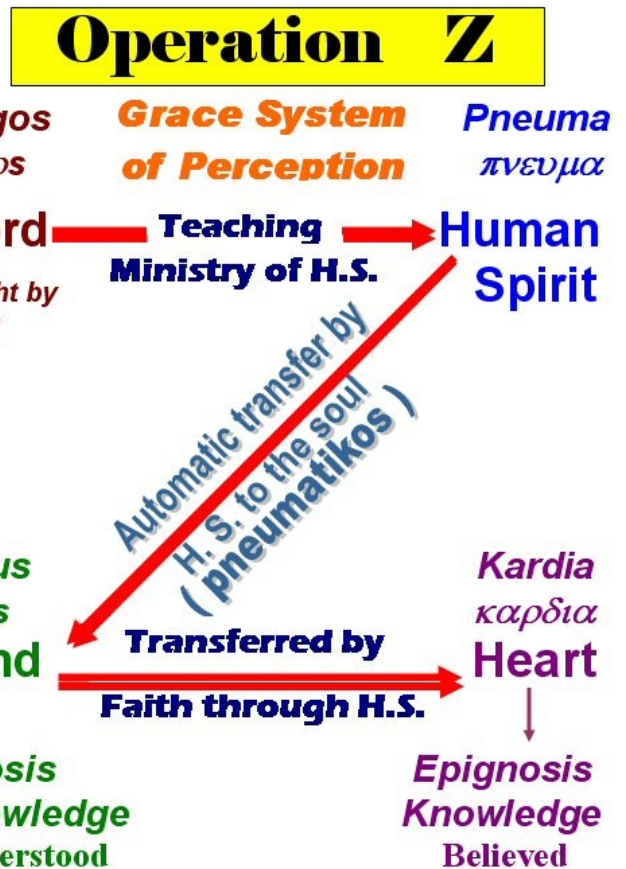 Operation Z
Grace System
of Perception
Pneuma
πνευμα
Teaching
Ministry of H.S.
Human
Spirit
by
Automatic transfer by
H. S. to the soul
( pneumatikos )
Transferred by
Faith through H.S.
Kardia
καρδια
Heart
Epignosis
Knowledge
Believed